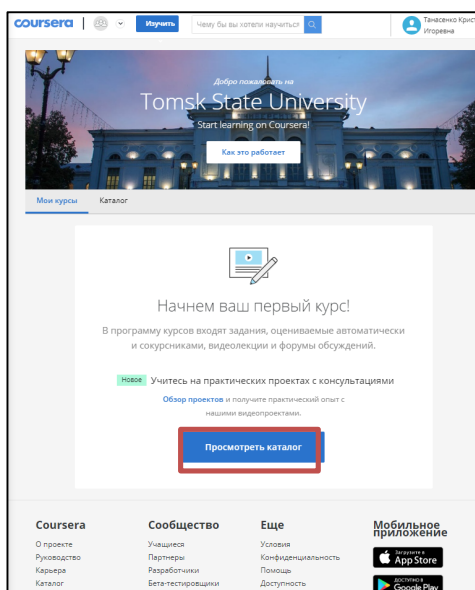 coursera
Изучить
Чему бы вы хотели научиться
Танасенко Крис
Игоревна
Добро пожаловать на
Tomsk State University
Start learning on Coursera!
Как это работает
Мои курсы
Каталог
Начнем ваш первый курс!
В программу курсов входят задания, оцениваемые автоматически
и сокурсниками, видеолекции и форумы обсуждений.
Новое Учитесь на практических проектах с консультациями
Обзор проектов и получите практический опыт с
нашими видеопроектами.
Просмотреть каталог
Coursera
О проекте
Руководство
Карьера
Каталог
Сообщество
Учащиеся
Партнеры
Разработчики
Бета-тестировщики
Еще
Условия
Конфиденциальность
Помощь
Доступность
Мобильное
приложение
Загрузите в
App Store
ДОСТУПНО В
Google Play